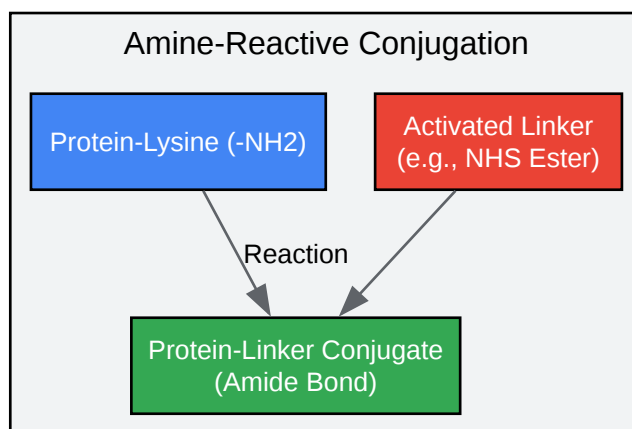 Amine-Reactive Conjugation
Protein-Lysine (-NH2)
Activated Linker
(e.g., NHS Ester)
Reaction
Protein-Linker Conjugate
(Amide Bond)